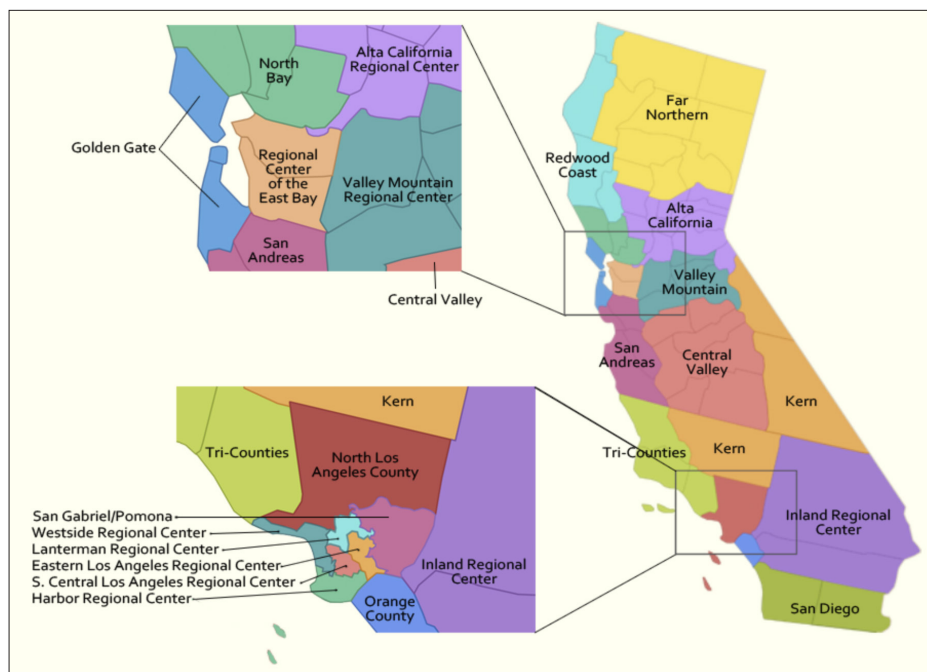 North
Bay
Alta California
Regional Center
Golden Gate
Regional
Center
of the
East Bay
Valley Mountain
Regional Center
San
Andreas
Central Valley
Far
Northern
Redwood
Coast
Alta
California
Valley
Mountain
San
Andreas
Central
Valley
Kern
Kern
Tri-Counties
Inland Regional
Center
San Diego
Kern
Tri-Counties
North Los
Angeles County
San Gabriel/Pomona
Westside Regional Center
Lanterman Regional Center
Eastern Los Angeles Regional Center
S. Central Los Angeles Regional Center
Harbor Regional Center
Inland Regional
Center
Orange
County